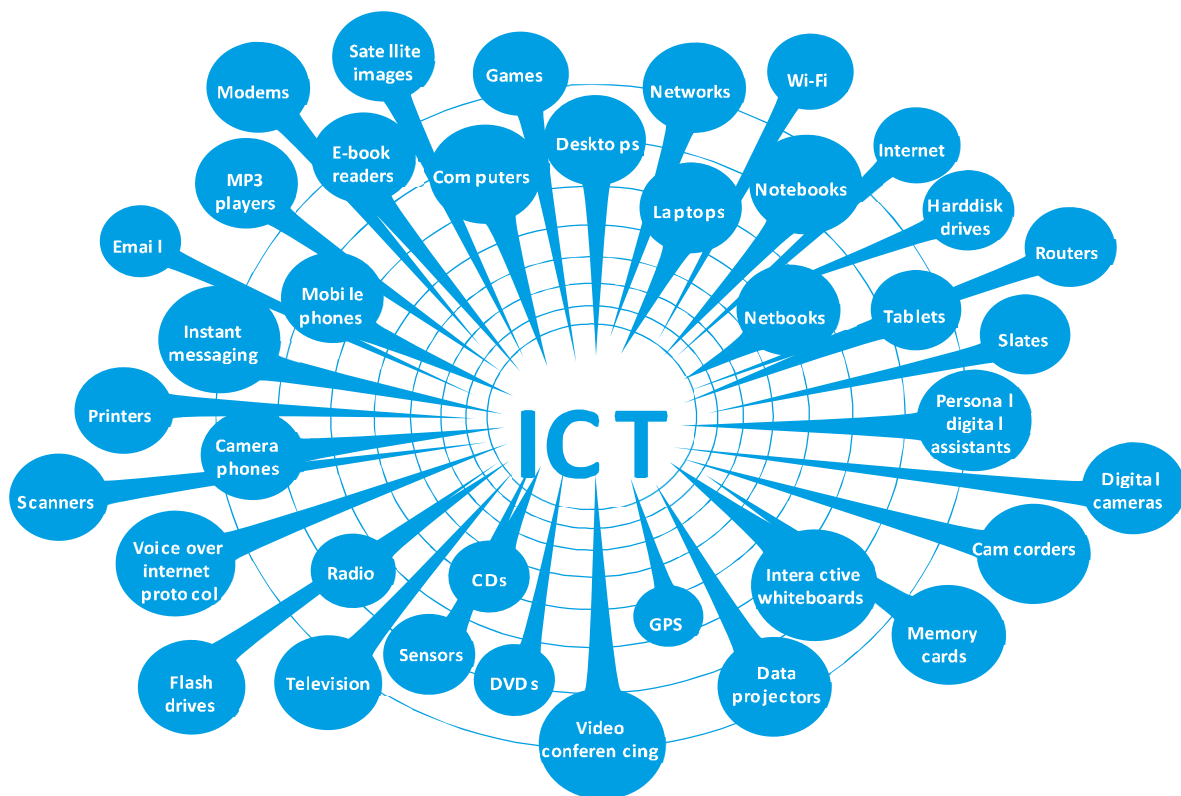 Satellite
images
Games
Wi-Fi
Modems
Networks
Desktops
Internet
E-book
readers
Computers
Notebooks
MP3
players
Laptops
Harddisk
drives
Email
Routers
Mobile
phones
Netbooks
Tablets
Instant
messaging
Slates
Printers
Personal
digital
assistants
ICT
Camera
phones
Scanners
Digital
cameras
Voice over
internet
protocol
Camcorders
Radio
CDs
Interactive
whiteboards
GPS
Memory
cards
Sensors
Flash
drives
Television
DVDs
Data
projectors
Video
conferencing